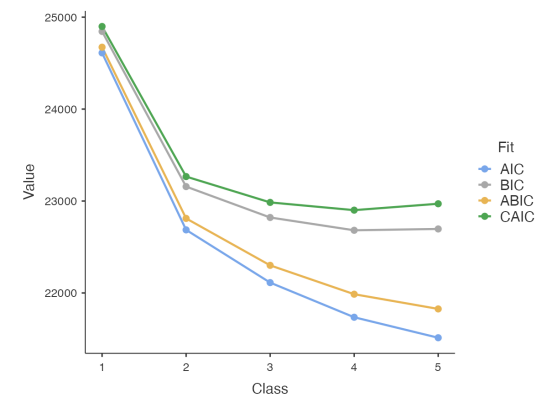 25000
24000
23000
22000
Value
1 2 3 4 5
Class
Fit
AIC
BIC
ABIC
CAIC